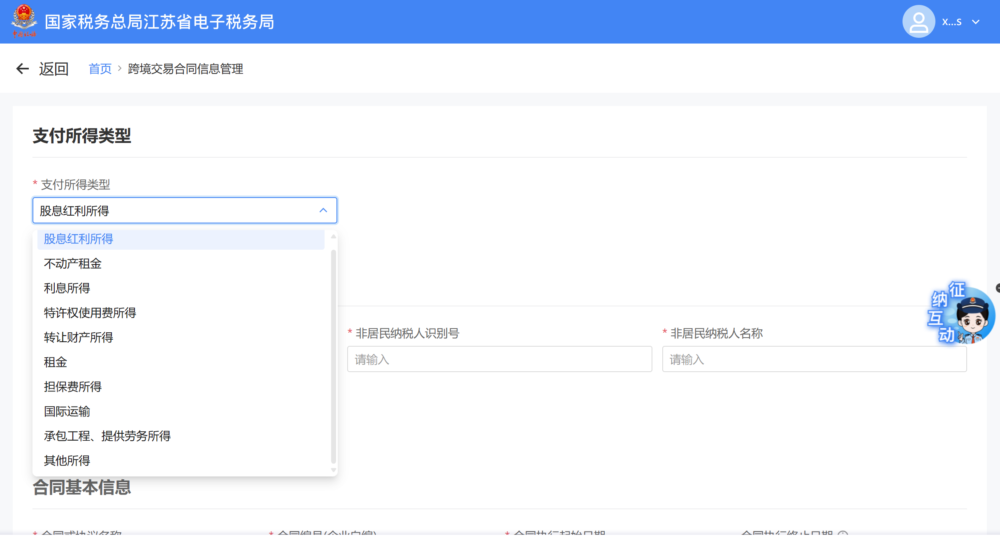 国家税务总局江苏省电子税务局
x...s
中国税务
返回
首页 > 跨境交易合同信息管理
支付所得类型
* 支付所得类型
股息红利所得
股息红利所得
不动产租金
利息所得
特许权使用费所得
转让财产所得
租金
担保费所得
国际运输
承包工程、提供劳务所得
其他所得
* 非居民纳税人识别号
请输入
* 非居民纳税人名称
请输入
征纳互动
合同基本信息
* 合同或协议名称
* 合同编号(企业自编)
* 合同执行起始日期
合同执行终止日期